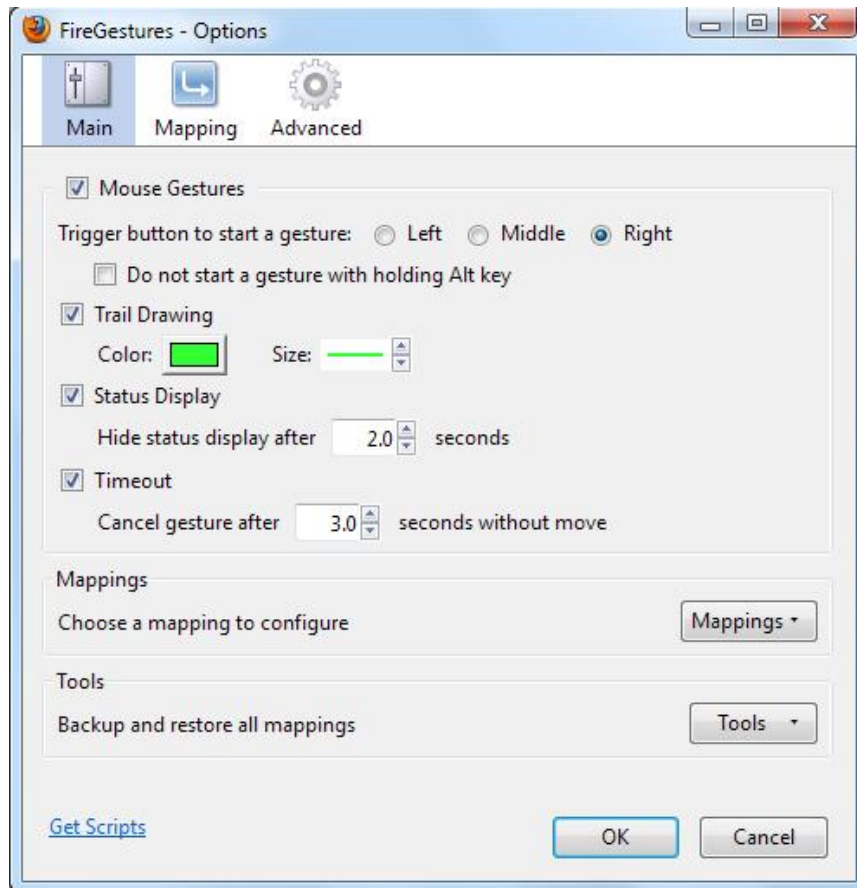 FireGestures - Options
Main Mapping Advanced
Mouse Gestures
Trigger button to start a gesture: Left Middle Right
Do not start a gesture with holding Alt key
Trail Drawing
Color: Size:
Status Display
Hide status display after 2.0 seconds
Timeout
Cancel gesture after 3.0 seconds without move
Mappings
Choose a mapping to configure Mappings
Tools
Backup and restore all mappings Tools
Get Scripts OK Cancel